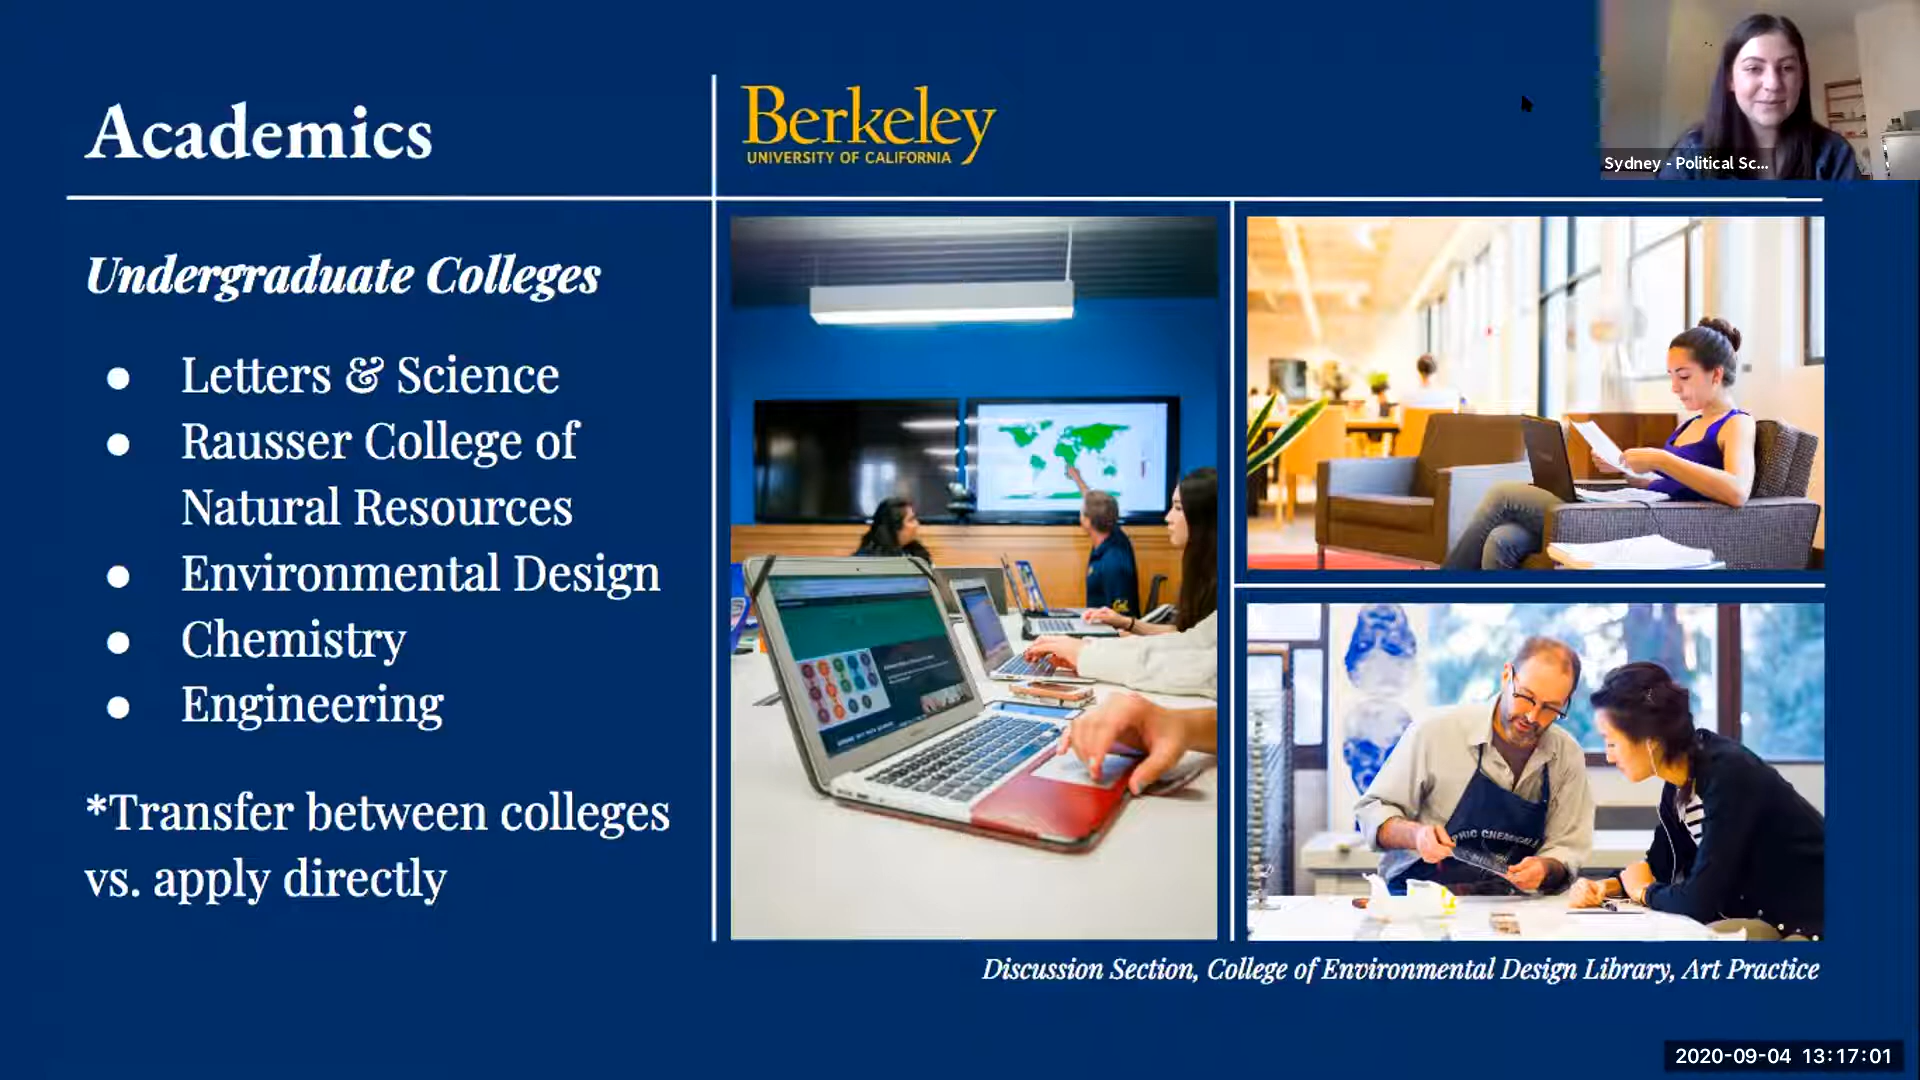 Academics
Berkeley
UNIVERSITY OF CALIFORNIA
Sydney - Political Sc...
Undergraduate Colleges
● Letters & Science
● Rausser College of
Natural Resources
● Environmental Design
● Chemistry
● Engineering
*Transfer between colleges
vs. apply directly
Cal
Discussion Section, College of Environmental Design Library, Art Practice
2020-09-04 13:17:01